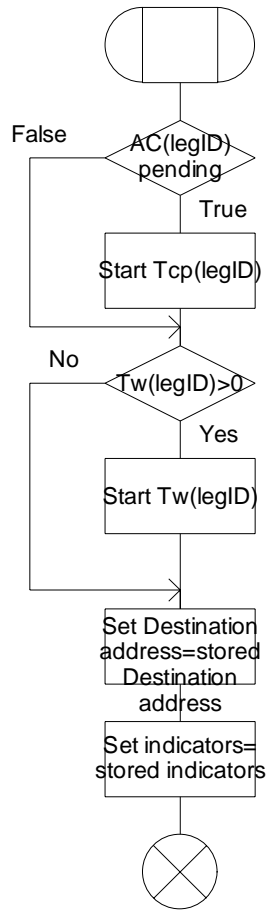 False
AC(legID)
pending
True
Start Tcp(legID)
No
Tw(legID)>0
Yes
Start Tw(legID)
Set Destination
address=stored
Destination
address
Set indicators=
stored indicators